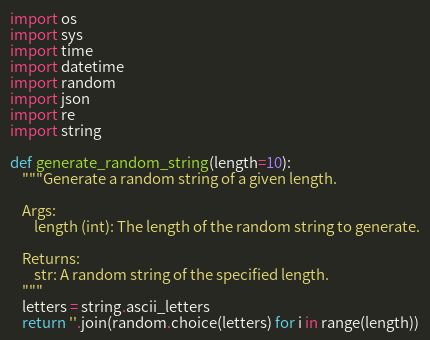 import os
import sys
import time
import datetime
import random
import json
import re
import string

def generate_random_string(length=10):
    """Generate a random string of a given length.

    Args:
        length (int): The length of the random string to generate.

    Returns:
        str: A random string of the specified length.
    """
    letters = string.ascii_letters
    return ''.join(random.choice(letters) for i in range(length))